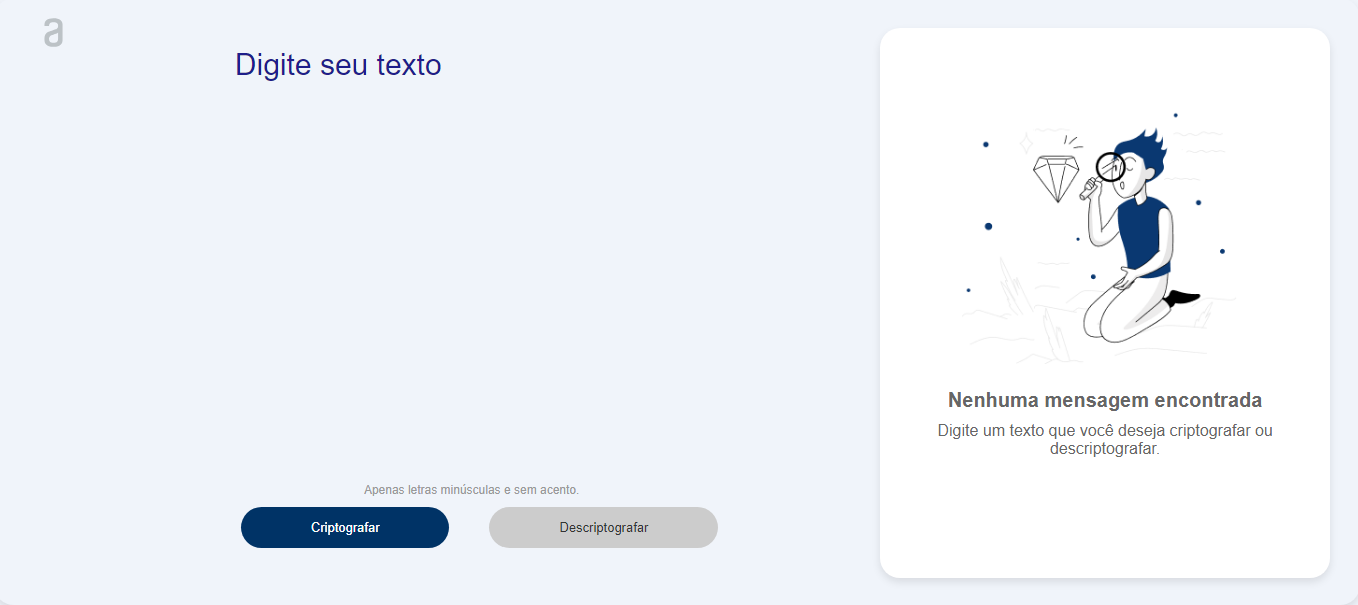 a
Digite seu texto
Apenas letras minúsculas e sem acento.
Criptografar
Descriptografar
Nenhuma mensagem encontrada
Digite um texto que você deseja criptografar ou
descriptografar.